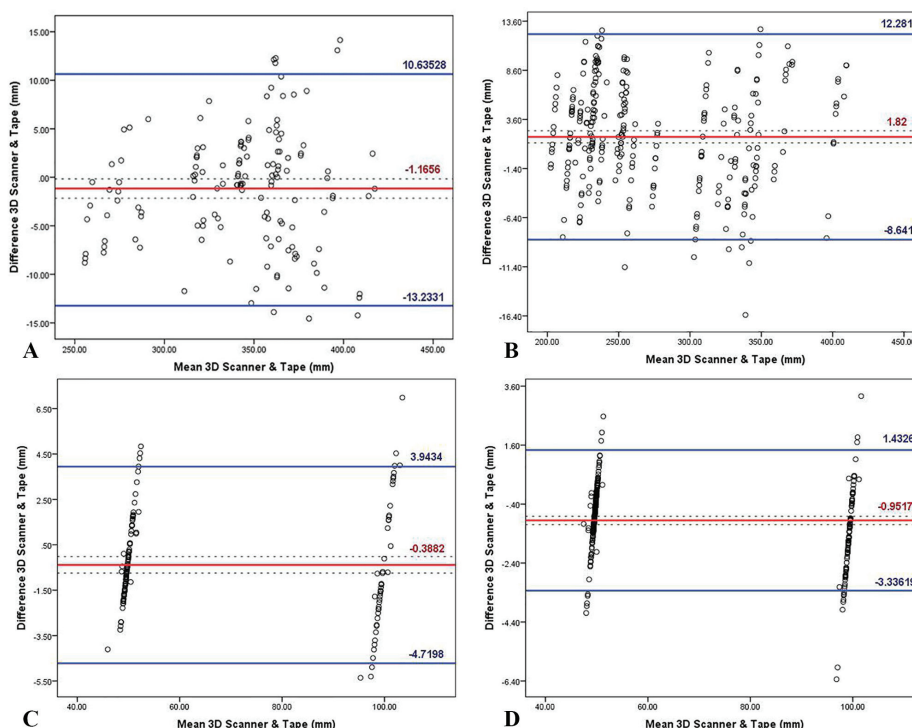 15.00
10.00
5.00
.00
-5.00
-10.00
-15.00
Difference 3D Scanner & Tape (mm)
10.63528
-1.1656
-13.2331
250.00 300.00 350.00 400.00 450.00
Mean 3D Scanner & Tape (mm)
A
13.60
8.60
3.60
-1.40
-6.40
-11.40
-16.40
Difference 3D Scanner & Tape (mm)
12.281
1.82
-8.641
200.00 250.00 300.00 350.00 400.00 450.00
Mean 3D Scanner & Tape (mm)
B
6.50
4.50
2.50
.50
-1.50
-3.50
-5.50
Difference 3D Scanner & Tape (mm)
3.9434
-0.3882
-4.7198
40.00 60.00 80.00 100.00
Mean 3D Scanner & Tape (mm)
C
3.60
1.60
-.40
-2.40
-4.40
-6.40
Difference 3D Scanner & Tape (mm)
1.4326
-0.9517
-3.33619
40.00 60.00 80.00 100.00
Mean 3D Scanner & Tape (mm)
D